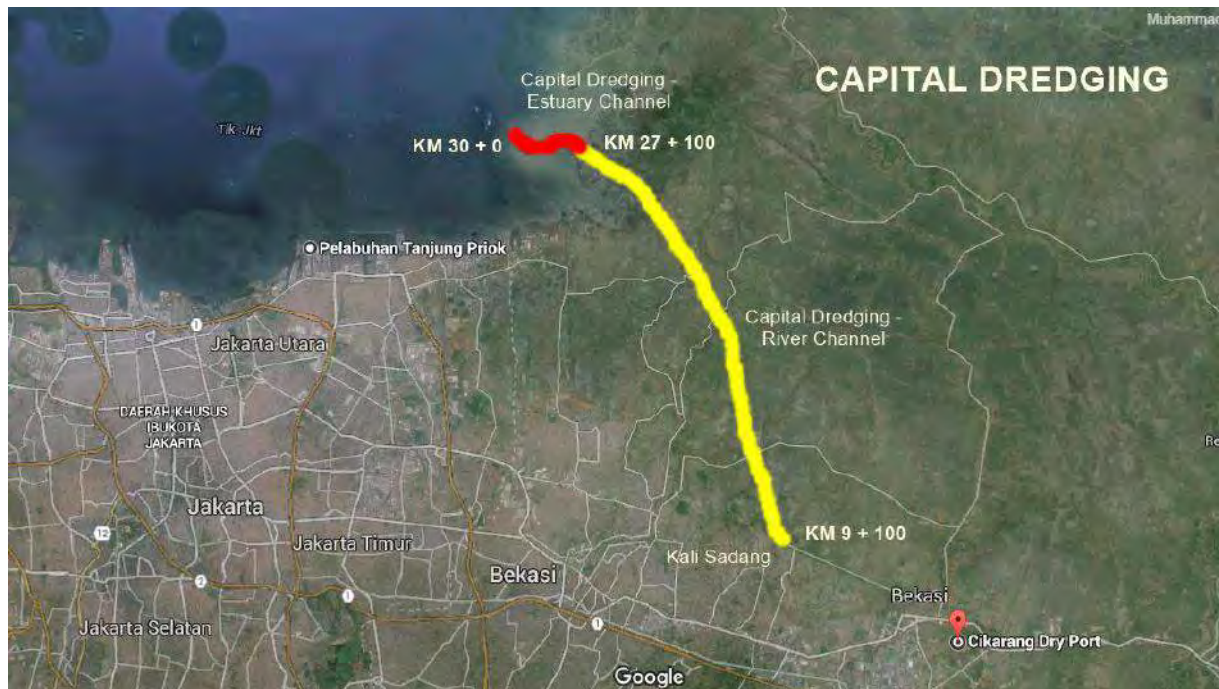 Muhammad
CAPITAL DREDGING
Capital Dredging -
Estuary Channel
Tlk. Jkt
KM 30 + 0
KM 27 + 100
Pelabuhan Tanjung Priok
1
Jakarta Utara
Capital Dredging -
River Channel
DAERAH KHUSUS
IBUKOTA
JAKARTA
Re
Jakarta
12
Jakarta Timur
KM 9 + 100
Kali Sadang
Bekasi
2
1
Bekasi
1
Jakarta Selatan
Cikarang Dry Port
Google